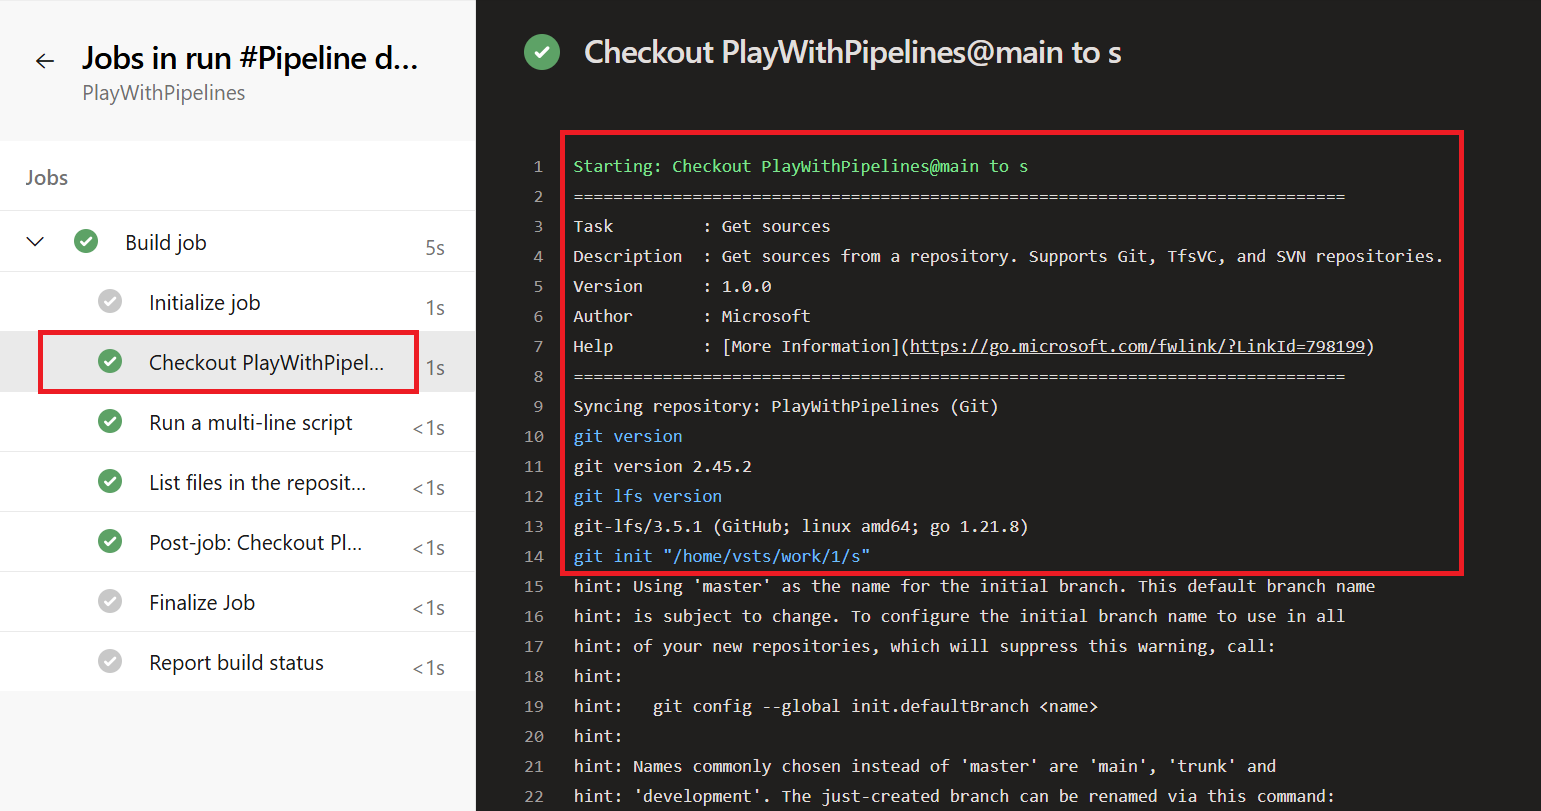 Jobs in run #Pipeline d...
PlayWithPipelines
Jobs
Build job 5s
Initialize job 1s
Checkout PlayWithPipel... 1s
Run a multi-line script <1s
List files in the reposit... <1s
Post-job: Checkout Pl... <1s
Finalize Job <1s
Report build status <1s
Checkout PlayWithPipelines@main to s
1 Starting: Checkout PlayWithPipelines@main to s
2 ==============================================================================
3 Task         : Get sources
4 Description  : Get sources from a repository. Supports Git, TfsVC, and SVN repositories.
5 Version      : 1.0.0
6 Author       : Microsoft
7 Help         : [More Information](https://go.microsoft.com/fwlink/?LinkId=798199)
8 ==============================================================================
9 Syncing repository: PlayWithPipelines (Git)
10 git version
11 git version 2.45.2
12 git lfs version
13 git-lfs/3.5.1 (GitHub; linux amd64; go 1.21.8)
14 git init "/home/vsts/work/1/s"
15 hint: Using 'master' as the name for the initial branch. This default branch name
16 hint: is subject to change. To configure the initial branch name to use in all
17 hint: of your new repositories, which will suppress this warning, call:
18 hint:
19 hint:   git config --global init.defaultBranch <name>
20 hint:
21 hint: Names commonly chosen instead of 'master' are 'main', 'trunk' and
22 hint: 'development'. The just-created branch can be renamed via this command: